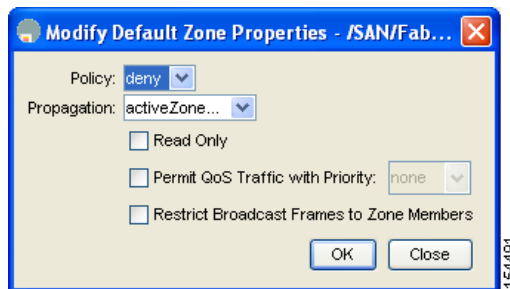 Modify Default Zone Properties - /SAN/Fab...
Policy: deny
Propagation: activeZone...
Read Only
Permit QoS Traffic with Priority: none
Restrict Broadcast Frames to Zone Members
OK Close
154491